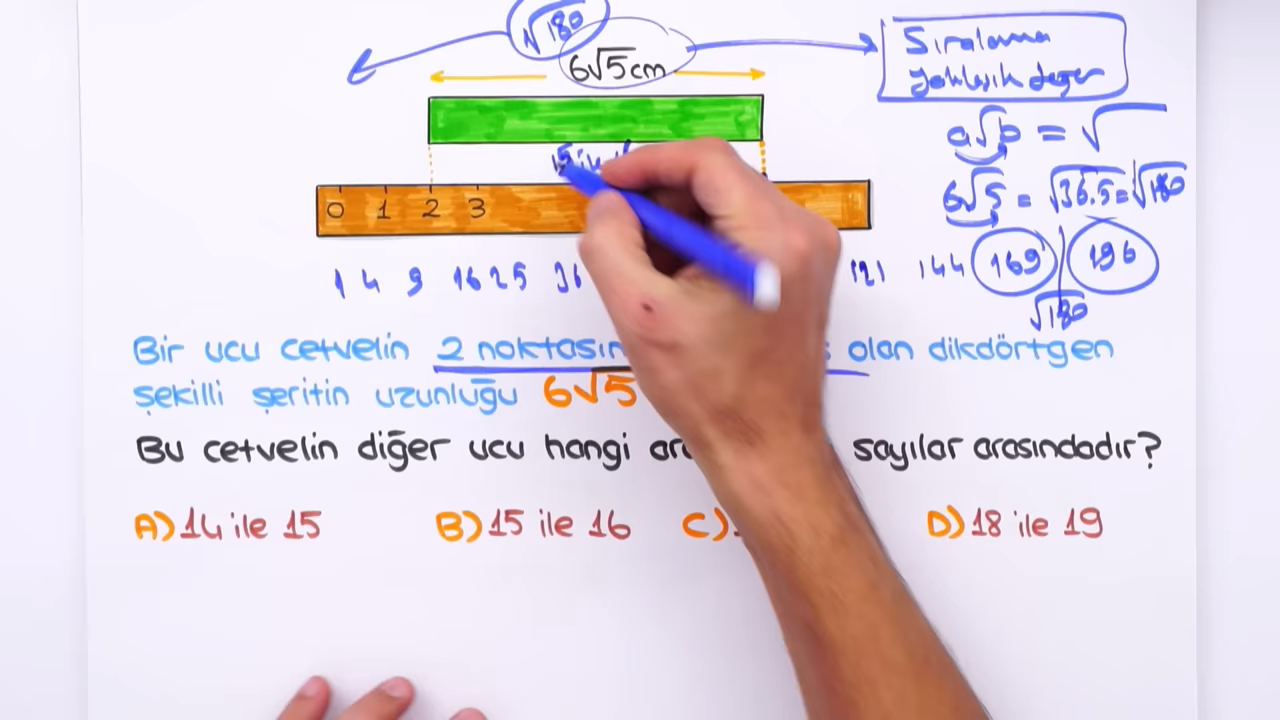 √180
6√5cm
Sıralama
yaklaşık değer
a√b = √
6√5 = √36.5 = √180
0 1 2 3
1 4 9 16 25 36 121 144 169 196
√180
Bir ucu cetvelin 2 olan dikdörtgen
şekilli şeritin uzunluğu 6√5
Bu cetvelin diğer ucu hangi sayılar arasındadır?
A) 14 ile 15 B) 15 ile 16 C) D) 18 ile 19